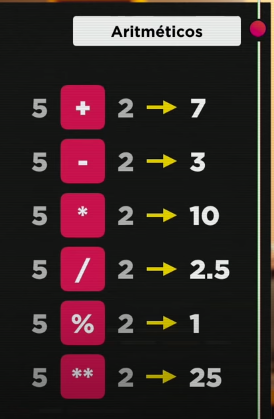 Aritméticos
5 + 2 → 7
5 - 2 → 3
5 * 2 → 10
5 / 2 → 2.5
5 % 2 → 1
5 ** 2 → 25